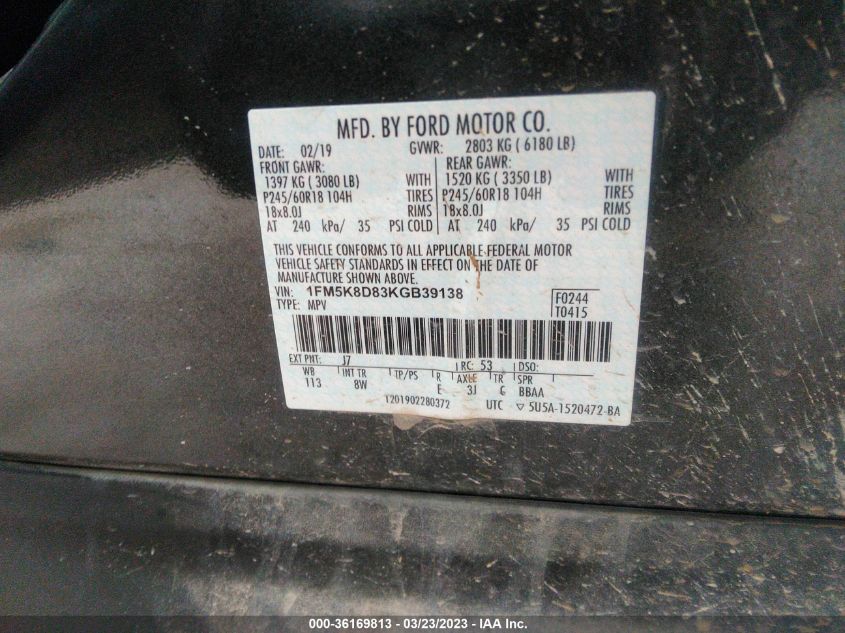 MFD. BY FORD MOTOR CO.
DATE: 02/19 GVWR: 2803 KG ( 6180 LB)
FRONT GAWR: REAR GAWR:
1397 KG ( 3080 LB) WITH 1520 KG ( 3350 LB) WITH
P245/60R18 104H TIRES P245/60R18 104H TIRES
18x8.0J RIMS 18x8.0J RIMS
AT 240 kPa/ 35 PSI COLD AT 240 kPa/ 35 PSI COLD
THIS VEHICLE CONFORMS TO ALL APPLICABLE FEDERAL MOTOR
VEHICLE SAFETY STANDARDS IN EFFECT ON THE DATE OF
MANUFACTURE SHOWN ABOVE.
VIN: 1FM5K8D83KGB39138 F0244
TYPE: MPV T0415
EXT PNT: J7 RC: 53 DSO:
WB INT TR TP/PS R AXLE TR SPR
113 8W E 3J G BBAA
T201902280372 UTC ▽ 5U5A-1520472-BA
000-36169813 - 03/23/2023 - IAA Inc.